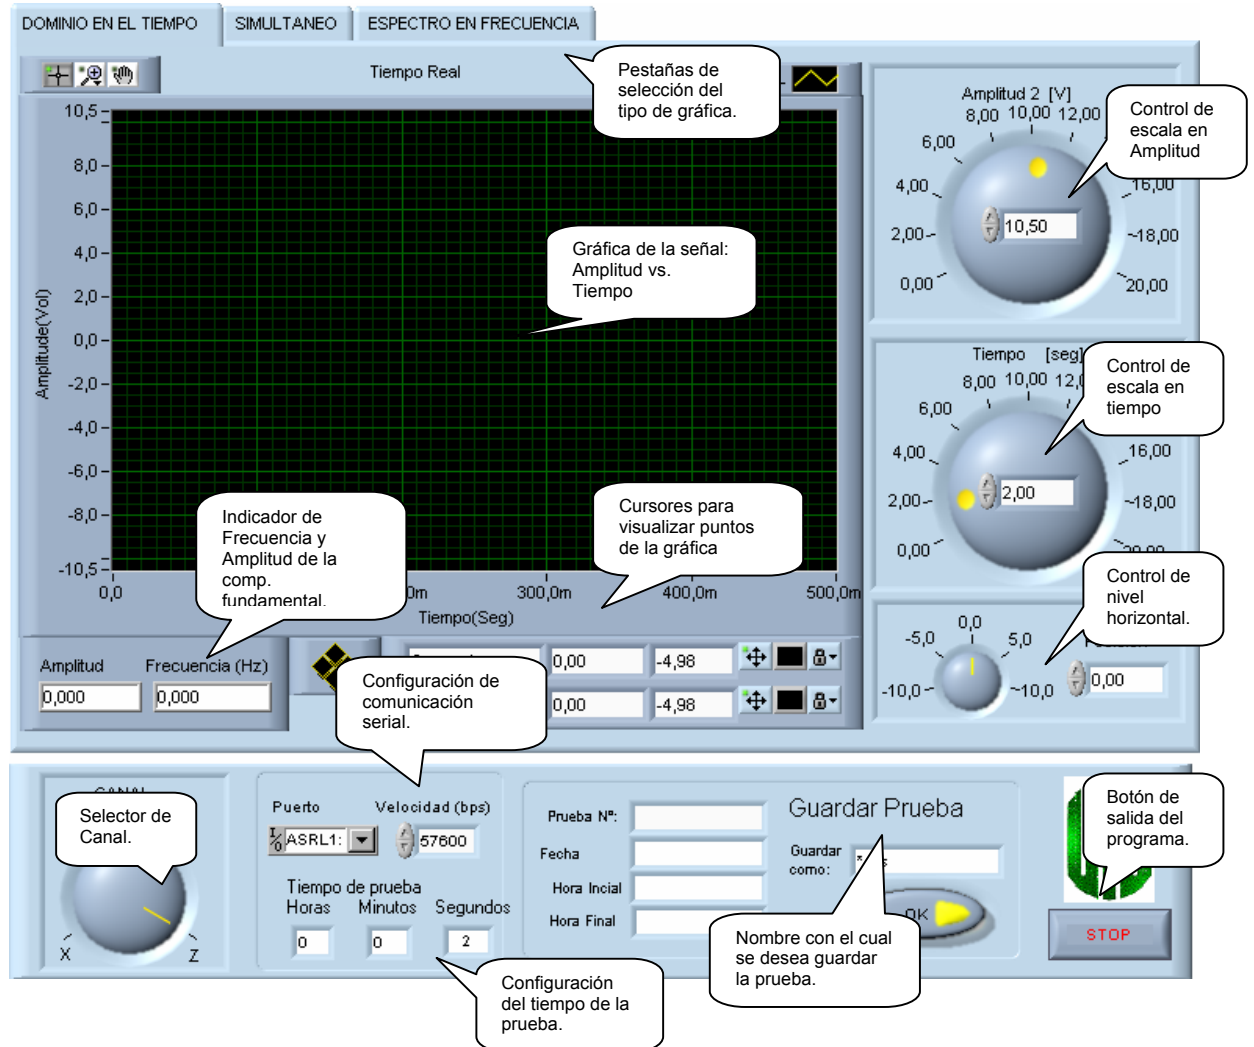 DOMINIO EN EL TIEMPO
SIMULTANEO
ESPECTRO EN FRECUENCIA
Tiempo Real
Pestañas de
selección del
tipo de gráfica.
Amplitude(Vol)
10,5
8,0
6,0
4,0
2,0
0,0
-2,0
-4,0
-6,0
-8,0
-10,5
Gráfica de la señal:
Amplitud vs.
Tiempo
0,0
300,0m
400,0m
500,0m
Tiempo(Seg)
Indicador de
Frecuencia y
Amplitud de la
comp.
fundamental.
Cursores para
visualizar puntos
de la gráfica
Amplitud 2 [V]
0,00
2,00
4,00
6,00
8,00
10,00
12,00
16,00
18,00
20,00
10,50
Control de
escala en
Amplitud
Tiempo [seg]
0,00
2,00
4,00
6,00
8,00
10,00
16,00
18,00
20,00
2,00
Control de
escala en
tiempo
Control de
nivel
horizontal.
-10,0
-5,0
0,0
5,0
10,0
0,00
Amplitud
Frecuencia (Hz)
0,000
0,000
0,00
-4,98
0,00
-4,98
Configuración de
comunicación
serial.
CANAL
Selector de
Canal.
X
Z
Puerto
Velocidad (bps)
ASRL1:
57600
Tiempo de prueba
Horas
Minutos
Segundos
0
0
2
Configuración
del tiempo de la
prueba.
Prueba Nº:
Fecha
Hora Incial
Hora Final
Guardar Prueba
Guardar
como:
OK
Nombre con el cual
se desea guardar
la prueba.
Botón de
salida del
programa.
STOP